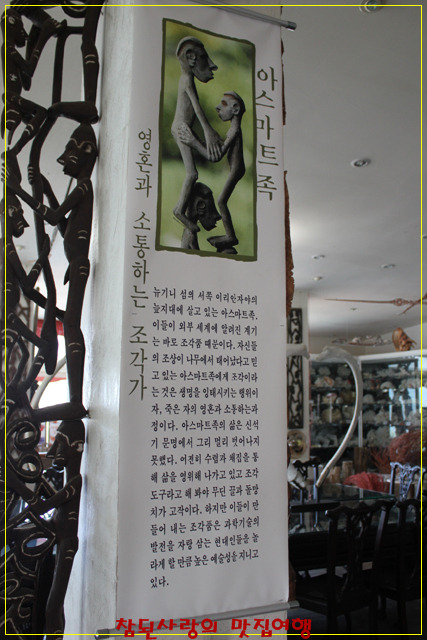 아스마트족
영혼과 소통하는 조각가
뉴기니 섬의 서쪽 이리안자야의
늪지대에 살고 있는 아스마트족.
이들이 외부 세계에 알려진 계기
는 바로 조각품 때문이다. 자신들
의 조상이 나무에서 태어났다고 믿
고 있는 아스마트족에게 조각이라
는 것은 생명을 잉태시키는 행위이
자, 죽은 자의 영혼과 소통하는과
정이다. 아스마트족의 삶은 신석
기 문명에서 그리 멀리 벗어나지
못했다. 여전히 수렵과 채집을 통
해 삶을 영위해 나가고 있고 조각
도구라고 해 봐야 무딘 끌과 돌망
치가 고작이다. 하지만 이들이 만
들어 내는 조각품은 과학기술의
발전을 자랑 삼는 현대인들을 놀
라게 할 만큼 높은 예술성을 지니고
있다.
참된사랑의 맛집여행